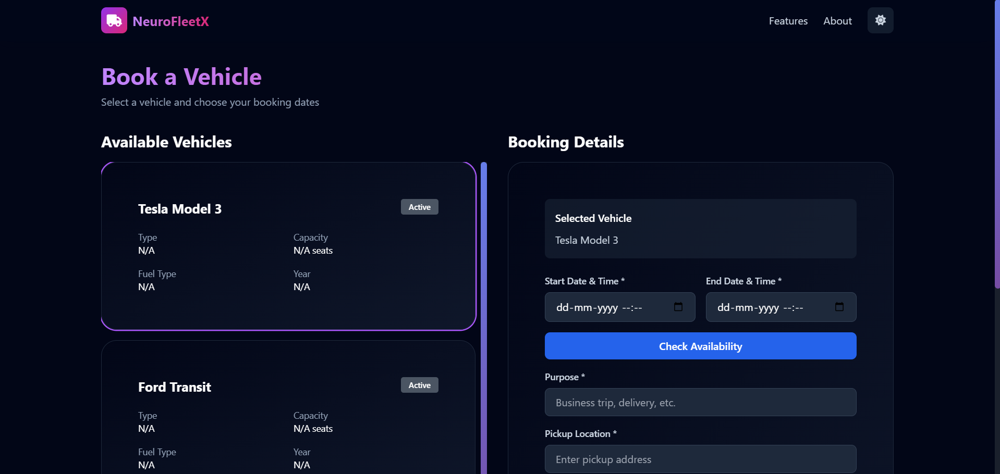 NeuroFleetX
Features
About
Book a Vehicle
Select a vehicle and choose your booking dates
Available Vehicles
Tesla Model 3
Active
Type
N/A
Capacity
N/A seats
Fuel Type
N/A
Year
N/A
Ford Transit
Active
Type
N/A
Capacity
N/A seats
Fuel Type
N/A
Year
N/A
Booking Details
Selected Vehicle
Tesla Model 3
Start Date & Time *
dd-mm-yyyy --:--
End Date & Time *
dd-mm-yyyy --:--
Check Availability
Purpose *
Business trip, delivery, etc.
Pickup Location *
Enter pickup address